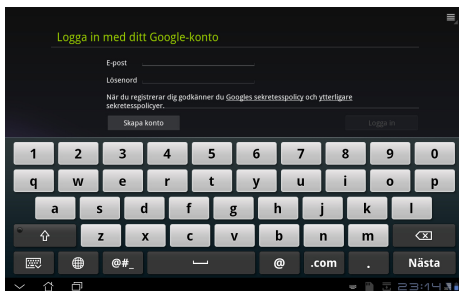 Logga in med ditt Google-konto
E-post
Lösenord
När du registrerar dig godkänner du Googles sekretesspolicy och ytterligare
sekretesspolicyer.
Skapa konto Logga in
1 2 3 4 5 6 7 8 9 0
q w e r t y u i o p
a s d f g h j k l
z x c v b n m
@#_ @ .com . Nästa
23:14